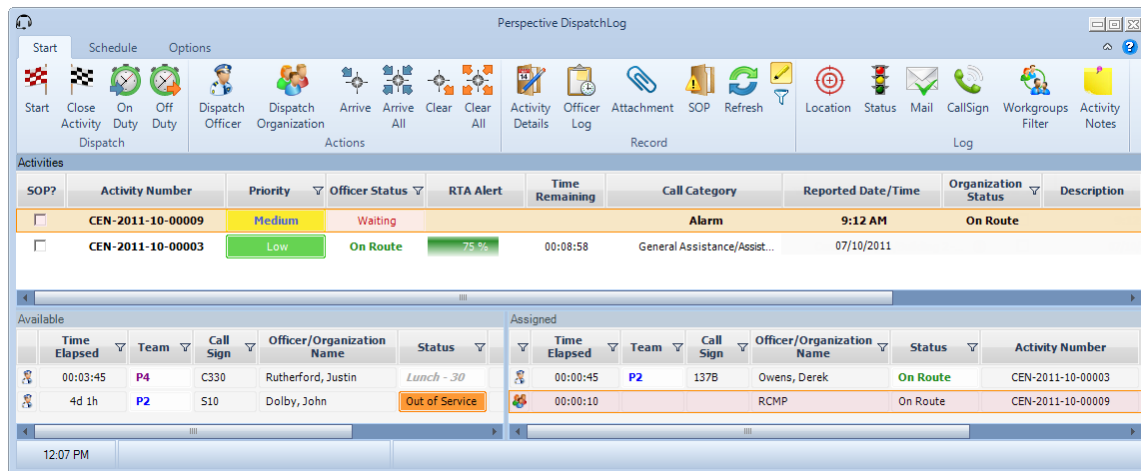 Perspective DispatchLog
Start Schedule Options
Start Close Activity On Duty Off Duty Dispatch Officer Dispatch Organization Arrive Arrive All Clear Clear All Activity Details Officer Log Attachment SOP Refresh Location Status Mail CallSign Workgroups Filter Activity Notes
Dispatch Actions Record Log
Activities
SOP? Activity Number Priority Officer Status RTA Alert Time Remaining Call Category Reported Date/Time Organization Status Description
CEN-2011-10-00009 Medium Waiting Alarm 9:12 AM On Route
CEN-2011-10-00003 Low On Route 75 % 00:08:58 General Assistance/Assist... 07/10/2011
Available Assigned
Time Elapsed Team Call Sign Officer/Organization Name Status Time Elapsed Team Call Sign Officer/Organization Name Status Activity Number
00:03:45 P4 C330 Rutherford, Justin Lunch - 30 00:00:45 P2 137B Owens, Derek On Route CEN-2011-10-00003
4d 1h P2 S10 Dolby, John Out of Service 00:00:10 RCMP On Route CEN-2011-10-00009
12:07 PM